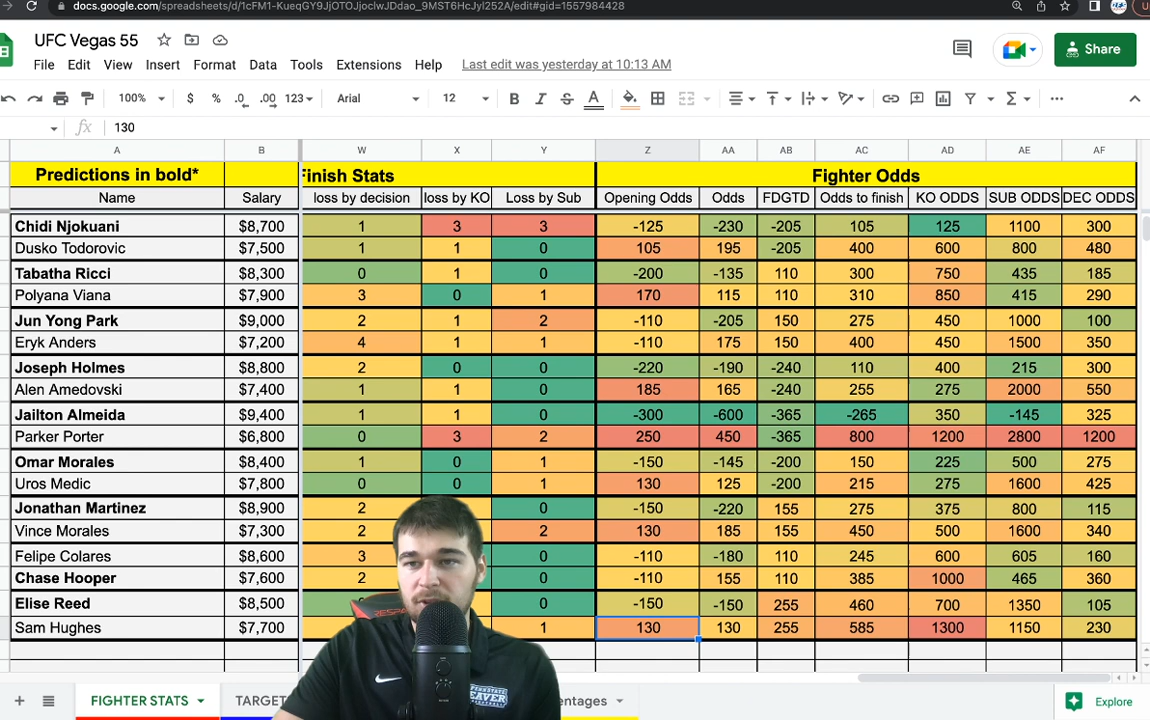 docs.google.com/spreadsheets/d/1cFM1-KueqGY9JjOTOJjoclwJDdao_9MST6HcJyl252A/edit#gid=1557984428
UFC Vegas 55
File Edit View Insert Format Data Tools Extensions Help Last edit was yesterday at 10:13 AM
Share
100% $ % .0 .00 123 Arial 12 B I S A
fx 130
A B W X Y Z AA AB AC AD AE AF
Predictions in bold* Finish Stats Fighter Odds
Name Salary loss by decision loss by KO Loss by Sub Opening Odds Odds FDGTD Odds to finish KO ODDS SUB ODDS DEC ODDS
Chidi Njokuani $8,700 1 3 3 -125 -230 -205 105 125 1100 300
Dusko Todorovic $7,500 1 1 0 105 195 -205 400 600 800 480
Tabatha Ricci $8,300 0 1 0 -200 -135 110 300 750 435 185
Polyana Viana $7,900 3 0 1 170 115 110 310 850 415 290
Jun Yong Park $9,000 2 1 2 -110 -205 150 275 450 1000 100
Eryk Anders $7,200 4 1 1 -110 175 150 400 450 1500 350
Joseph Holmes $8,800 2 0 0 -220 -190 -240 110 400 215 300
Alen Amedovski $7,400 1 1 0 185 165 -240 255 275 2000 550
Jailton Almeida $9,400 1 1 0 -300 -600 -365 -265 350 -145 325
Parker Porter $6,800 0 3 2 250 450 -365 800 1200 2800 1200
Omar Morales $8,400 1 0 1 -150 -145 -200 150 225 500 275
Uros Medic $7,800 0 0 1 130 125 -200 215 275 1600 425
Jonathan Martinez $8,900 2 0 -150 -220 155 275 375 800 115
Vince Morales $7,300 2 2 130 185 155 450 500 1600 340
Felipe Colares $8,600 3 0 -110 -180 110 245 600 605 160
Chase Hooper $7,600 2 0 -110 155 110 385 1000 465 360
Elise Reed $8,500 0 -150 -150 255 460 700 1350 105
Sam Hughes $7,700 1 130 130 255 585 1300 1150 230
FIGHTER STATS TARGET entages Explore